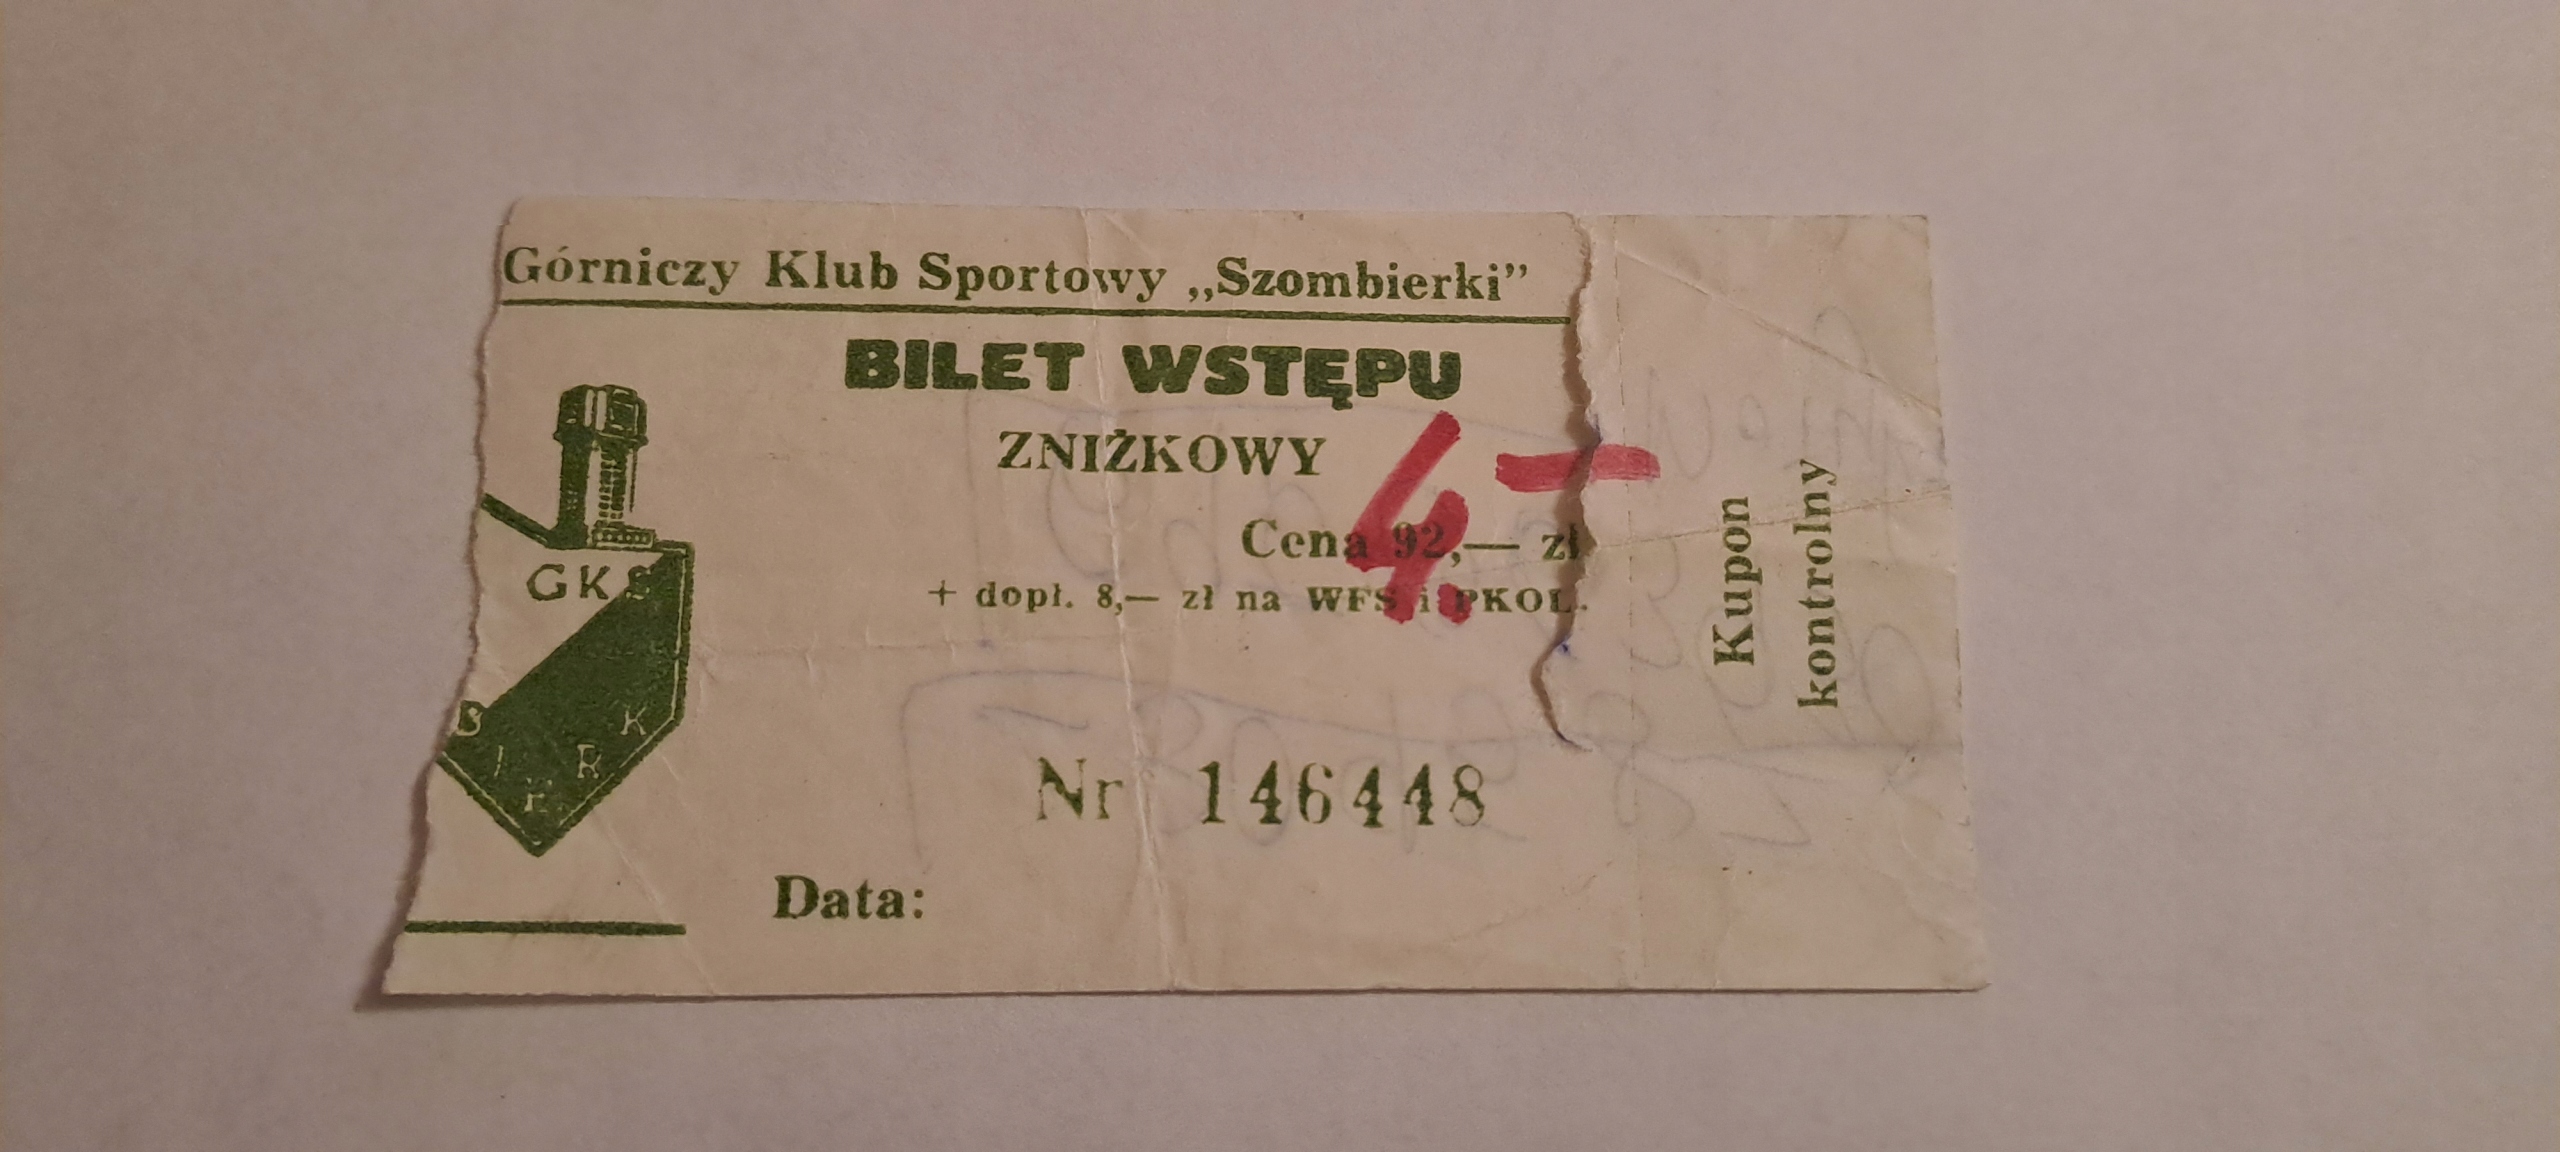 Górniczy Klub Sportowy „Szombierki”
BILET WSTĘPU
ZNIŻKOWY
4.—
Cena 92,— zł
+ dopł. 8,— zł na WFS i PKOL.
GKS
B I E R K
Nr 146448
Data:
Kupon
kontrolny